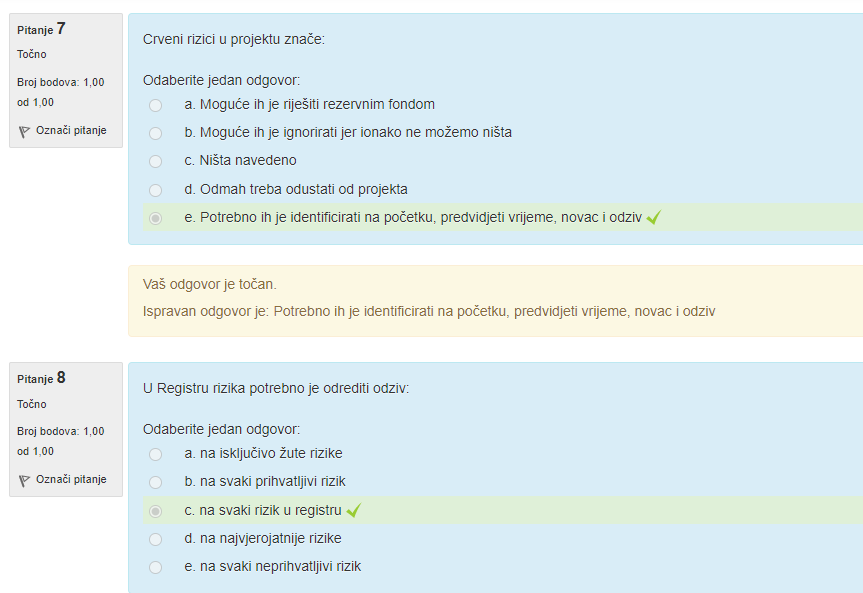 Pitanje 7
Točno
Broj bodova: 1,00
od 1,00
Označi pitanje
Crveni rizici u projektu znače:
Odaberite jedan odgovor:
a. Moguće ih je riješiti rezervnim fondom
b. Moguće ih je ignorirati jer ionako ne možemo ništa
c. Ništa navedeno
d. Odmah treba odustati od projekta
e. Potrebno ih je identificirati na početku, predvidjeti vrijeme, novac i odziv
Vaš odgovor je točan.
Ispravan odgovor je: Potrebno ih je identificirati na početku, predvidjeti vrijeme, novac i odziv
Pitanje 8
Točno
Broj bodova: 1,00
od 1,00
Označi pitanje
U Registru rizika potrebno je odrediti odziv:
Odaberite jedan odgovor:
a. na isključivo žute rizike
b. na svaki prihvatljivi rizik
c. na svaki rizik u registru
d. na najvjerojatnije rizike
e. na svaki neprihvatljivi rizik